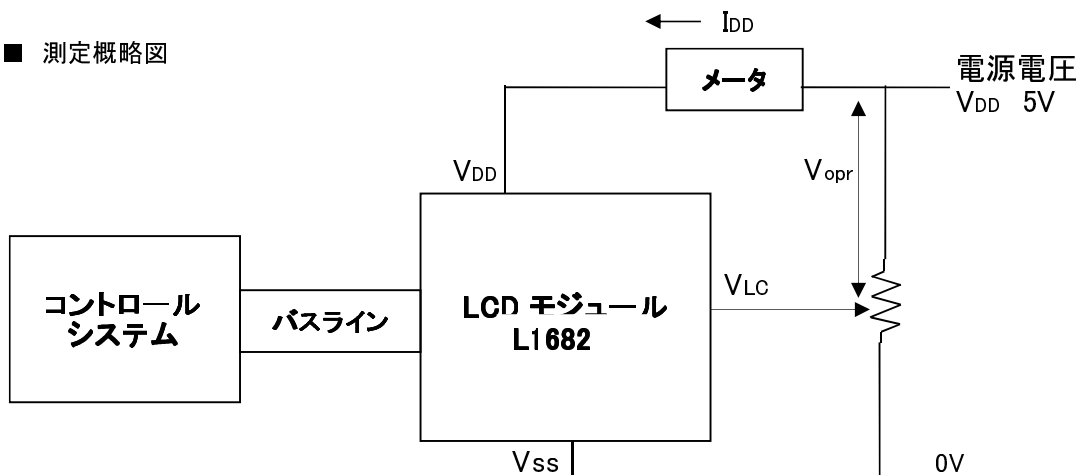 ■ 測定概略図
IDD
メータ
電源電圧
VDD 5V
VDD
Vopr
コントロール
システム
バスライン
LCD モジュール
L1682
VLC
Vss
0V